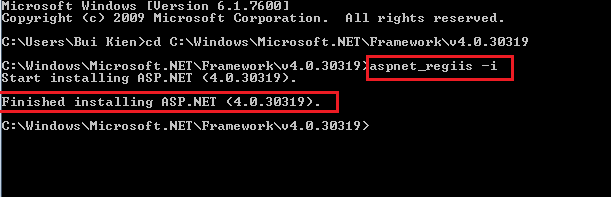 Microsoft Windows [Version 6.1.7600]
Copyright (c) 2009 Microsoft Corporation.  All rights reserved.
C:\Users\Bui Kien>cd C:\Windows\Microsoft.NET\Framework\v4.0.30319
C:\Windows\Microsoft.NET\Framework\v4.0.30319>aspnet_regiis -i
Start installing ASP.NET (4.0.30319).
Finished installing ASP.NET (4.0.30319).
C:\Windows\Microsoft.NET\Framework\v4.0.30319>